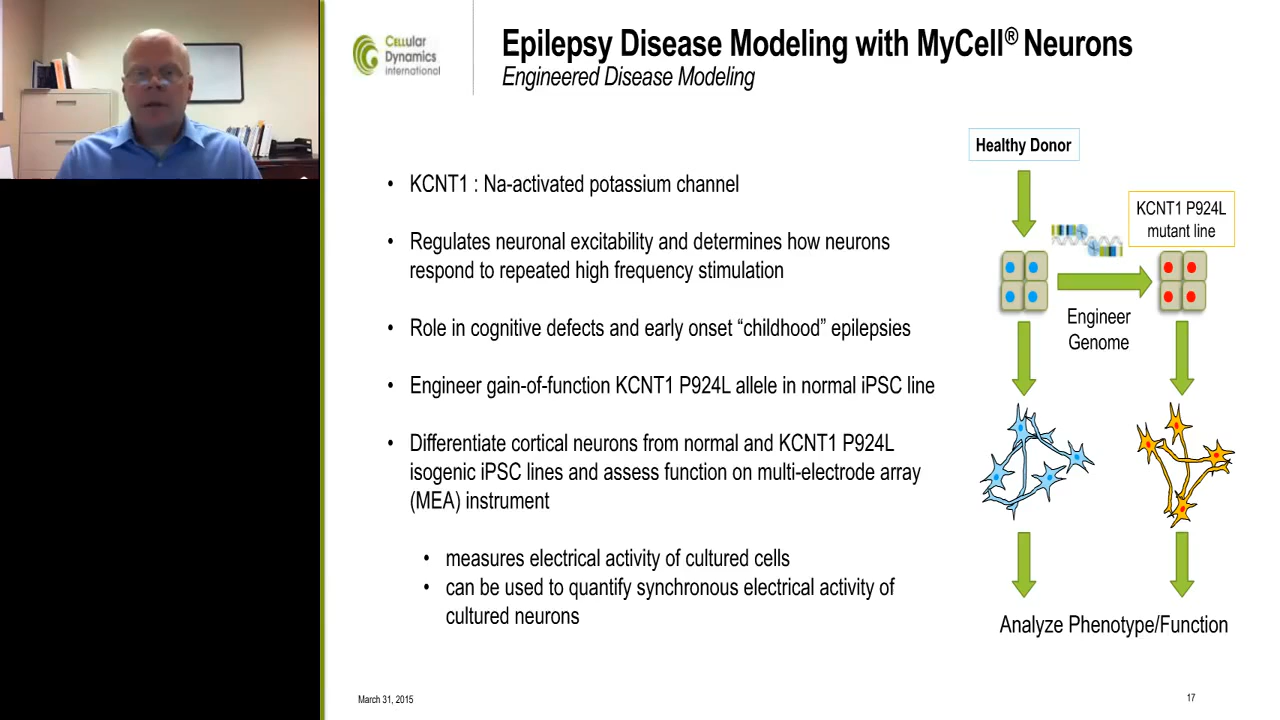 CELLular
Dynamics
international
Epilepsy Disease Modeling with MyCell® Neurons
Engineered Disease Modeling
• KCNT1 : Na-activated potassium channel
• Regulates neuronal excitability and determines how neurons
respond to repeated high frequency stimulation
• Role in cognitive defects and early onset “childhood” epilepsies
• Engineer gain-of-function KCNT1 P924L allele in normal iPSC line
• Differentiate cortical neurons from normal and KCNT1 P924L
isogenic iPSC lines and assess function on multi-electrode array
(MEA) instrument
• measures electrical activity of cultured cells
• can be used to quantify synchronous electrical activity of
cultured neurons
Healthy Donor
KCNT1 P924L
mutant line
Engineer
Genome
Analyze Phenotype/Function
March 31, 2015
17